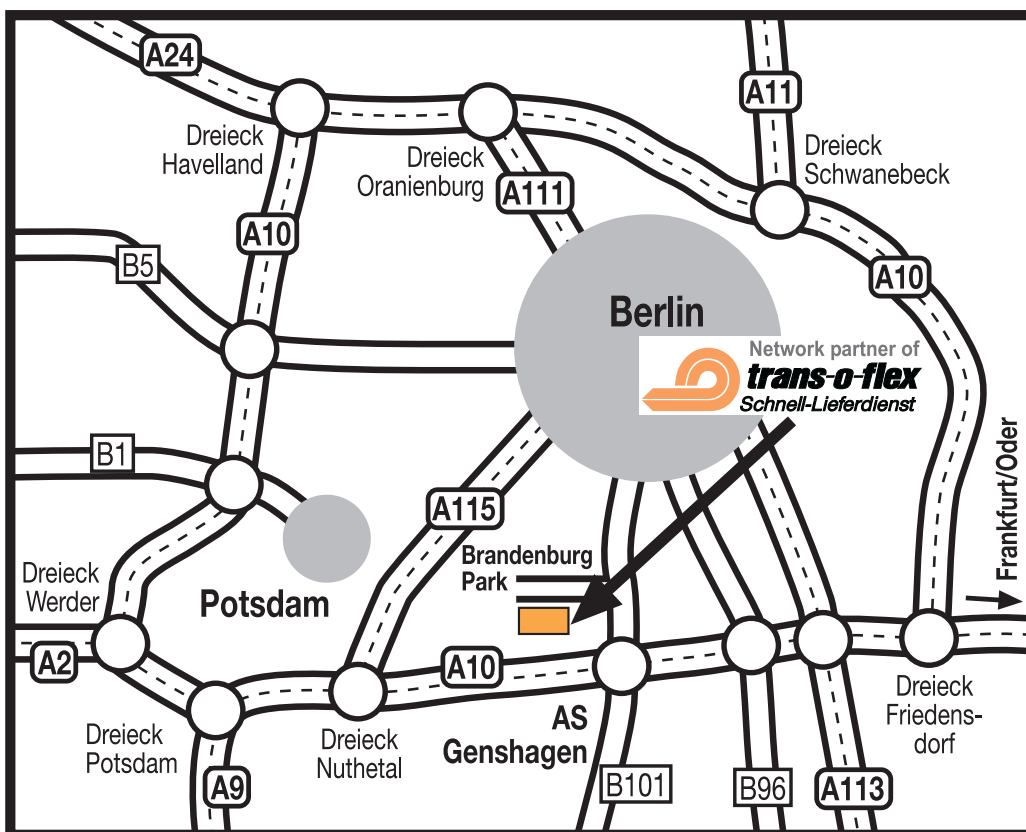 A24
A11
Dreieck
Havelland
Dreieck
Oranienburg
Dreieck
Schwanebeck
A111
A10
B5
A10
Berlin
Network partner of
trans-o-flex
Schnell-Lieferdienst
B1
A115
Frankfurt/Oder
Brandenburg
Park
Dreieck
Werder
Potsdam
A2
A10
Dreieck
Potsdam
Dreieck
Nuthetal
AS
Genshagen
Dreieck
Friedens-
dorf
A9
B101
B96
A113